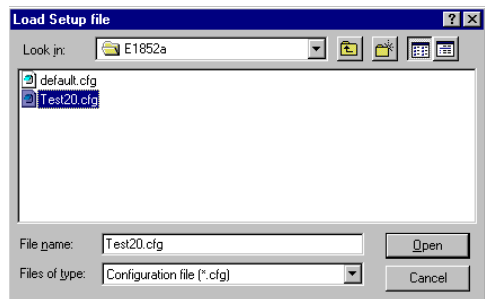 Load Setup file
Look in: E1852a
default.cfg
Test20.cfg
File name: Test20.cfg Open
Files of type: Configuration file (*.cfg) Cancel